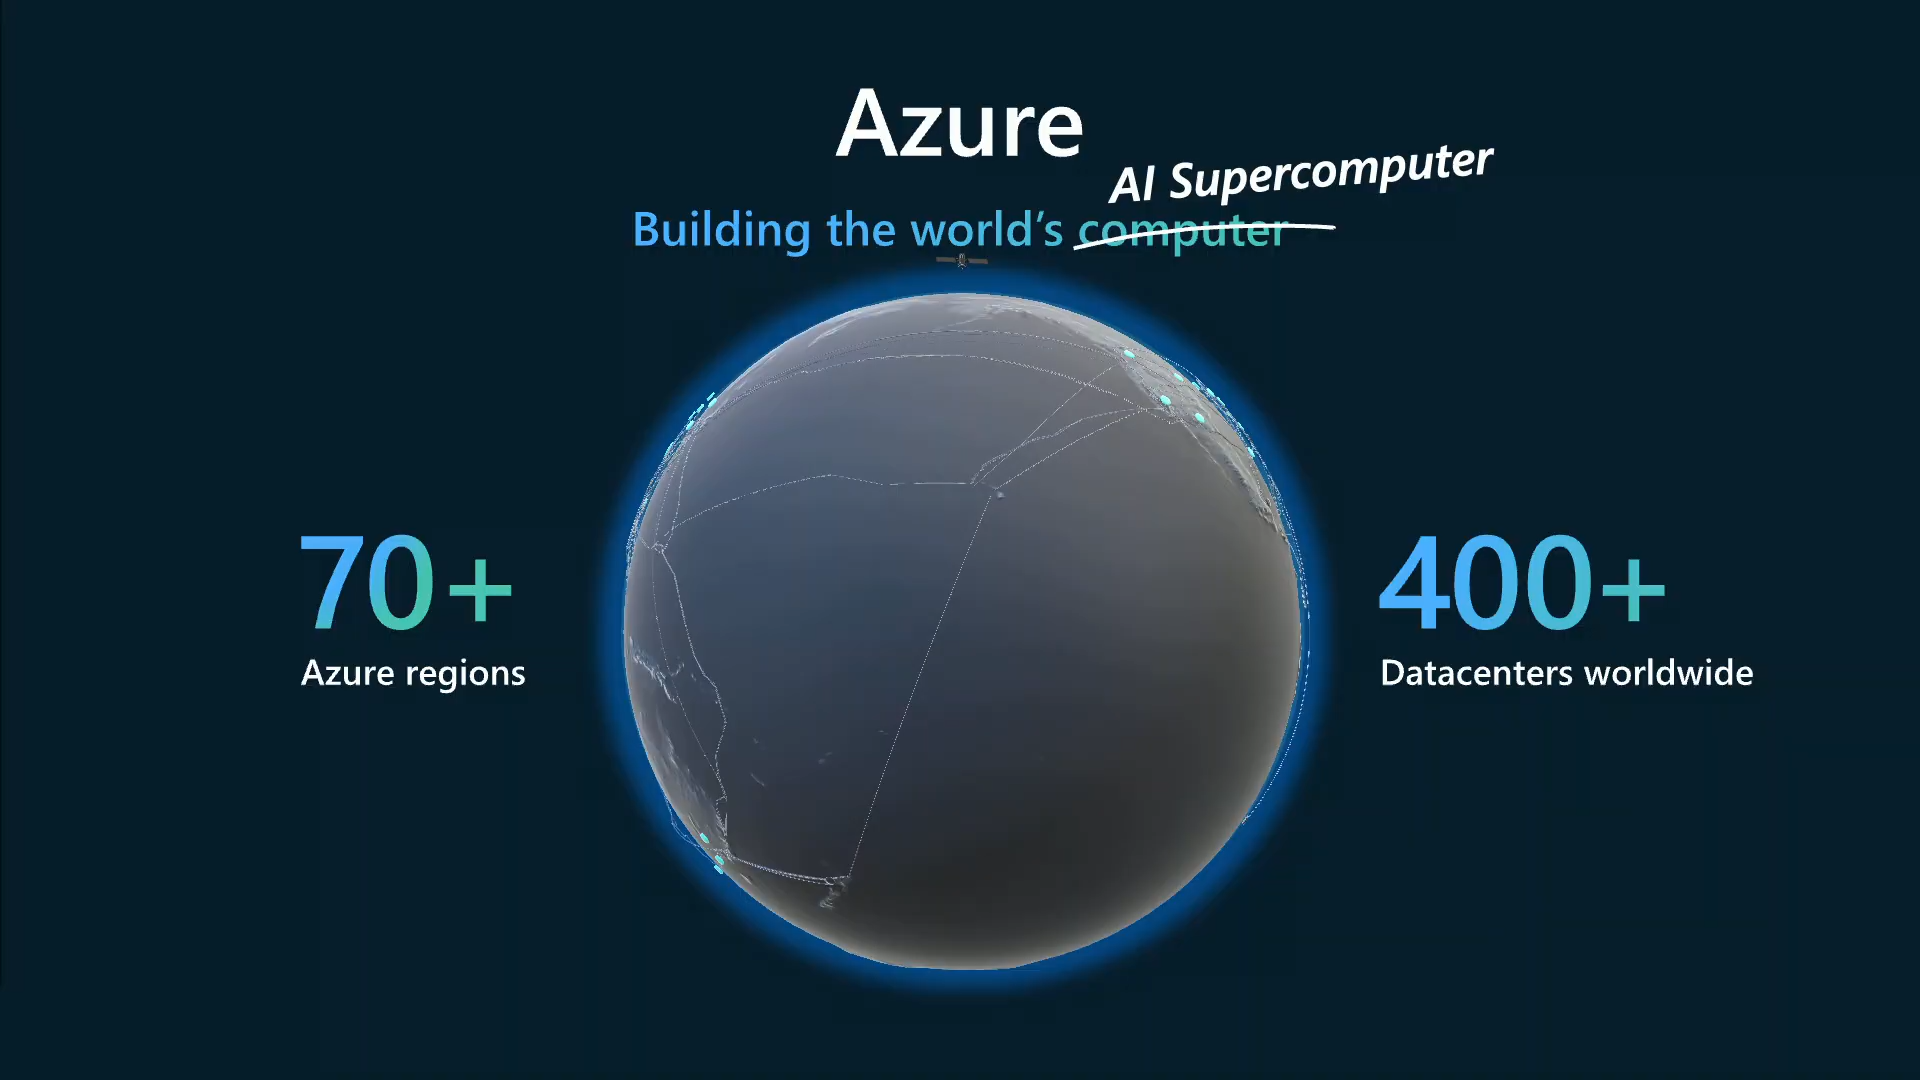 Azure
AI Supercomputer
Building the world's computer
70+
Azure regions
400+
Datacenters worldwide